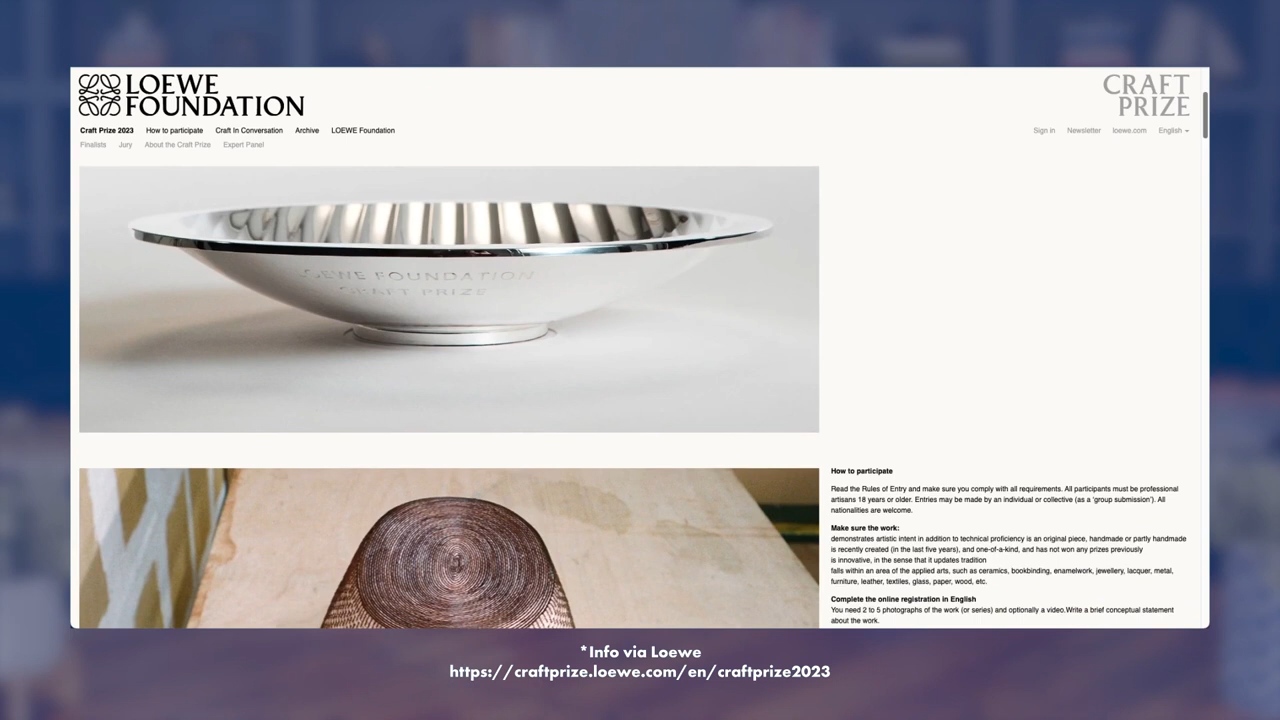 LOEWE
FOUNDATION
CRAFT
PRIZE
Craft Prize 2023 How to participate Craft In Conversation Archive LOEWE Foundation
Sign in Newsletter loewe.com English
Finalists Jury About the Craft Prize Expert Panel
LOEWE FOUNDATION
CRAFT PRIZE
How to participate
Read the Rules of Entry and make sure you comply with all requirements. All participants must be professional
artisans 18 years or older. Entries may be made by an individual or collective (as a ‘group submission’). All
nationalities are welcome.
Make sure the work:
demonstrates artistic intent in addition to technical proficiency is an original piece, handmade or partly handmade
is recently created (in the last five years), and one-of-a-kind, and has not won any prizes previously
is innovative, in the sense that it updates tradition
falls within an area of the applied arts, such as ceramics, bookbinding, enamelwork, jewellery, lacquer, metal,
furniture, leather, textiles, glass, paper, wood, etc.
Complete the online registration in English
You need 2 to 5 photographs of the work (or series) and optionally a video.Write a brief conceptual statement
about the work.
*Info via Loewe
https://craftprize.loewe.com/en/craftprize2023